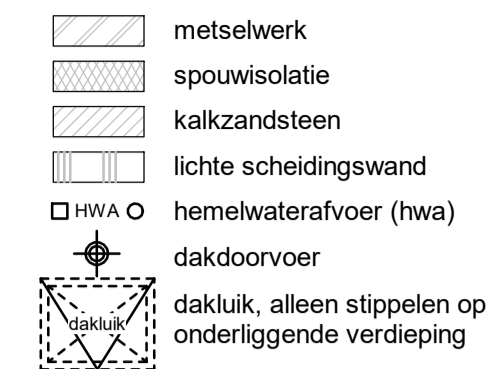 metselwerk
spouwisolatie
kalkzandsteen
lichte scheidingswand
HWA hemelwaterafvoer (hwa)
dakdoorvoer
dakluik
dakluik, alleen stippelen op
onderliggende verdieping